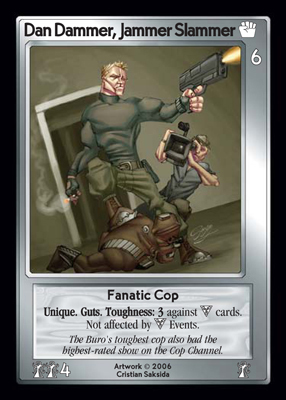 Dan Dammer, Jammer Slammer
6
Fanatic Cop
Unique. Guts. Toughness: 3 against cards.
Not affected by Events.
The Buro's toughest cop also had the
highest-rated show on the Cop Channel.
4
Artwork © 2006
Cristian Saksida